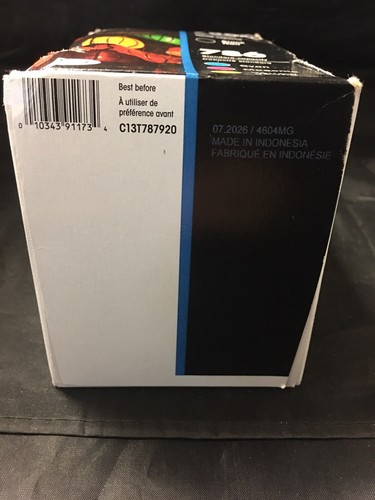 786
0 10343 91173 4
Best before
À utiliser de
préférence avant
C13T787920
07.2026 / 4604MG
MADE IN INDONESIA
FABRIQUÉ EN INDONÉSIE